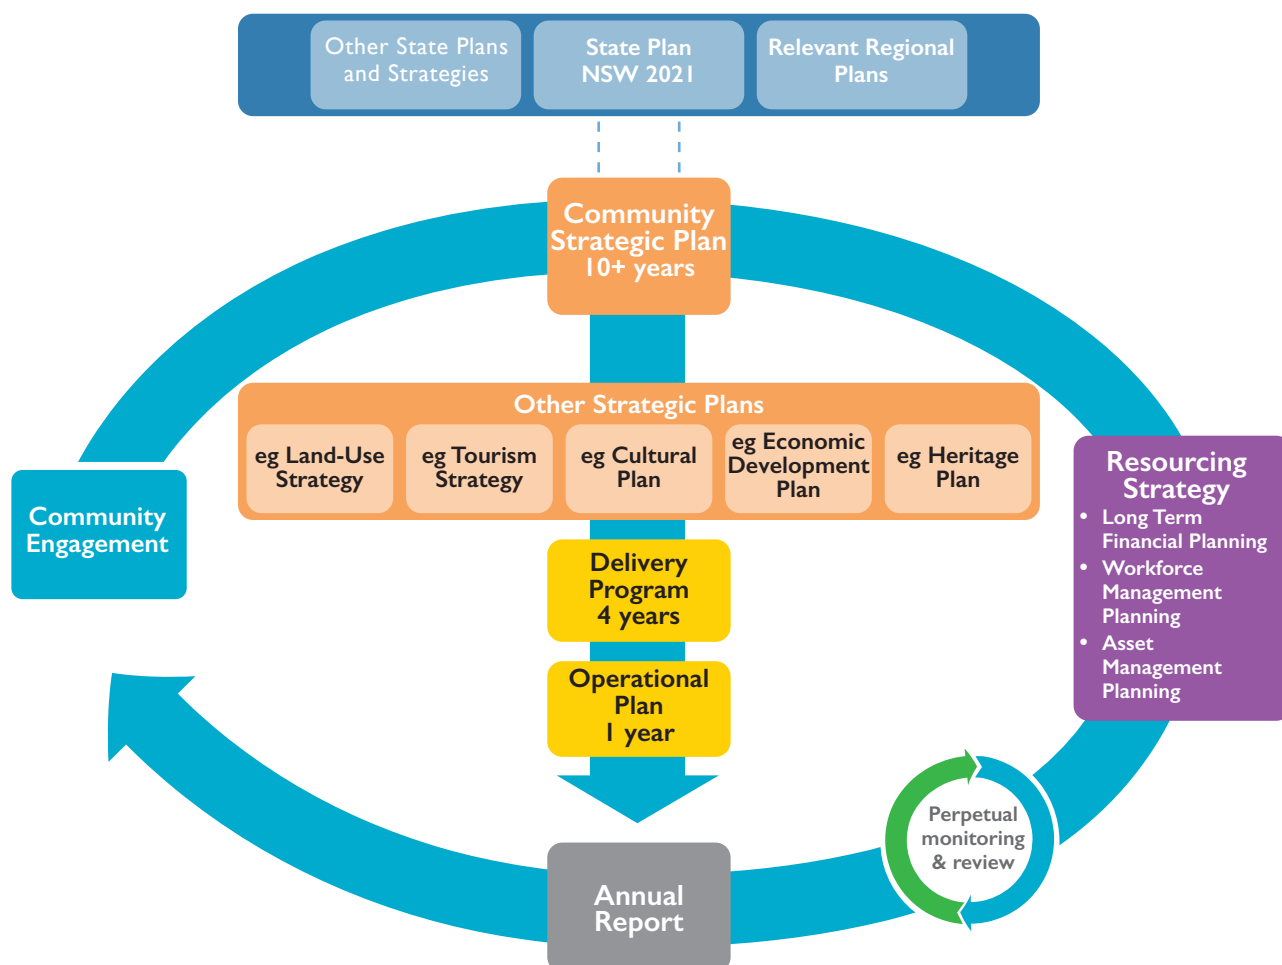 Other State Plans
and Strategies
State Plan
NSW 2021
Relevant Regional
Plans
Community
Strategic Plan
10+ years
Other Strategic Plans
eg Land-Use
Strategy
eg Tourism
Strategy
eg Cultural
Plan
eg Economic
Development
Plan
eg Heritage
Plan
Community
Engagement
Resourcing
Strategy
• Long Term
Financial Planning
• Workforce
Management
Planning
• Asset
Management
Planning
Delivery
Program
4 years
Operational
Plan
1 year
Perpetual
monitoring
& review
Annual
Report